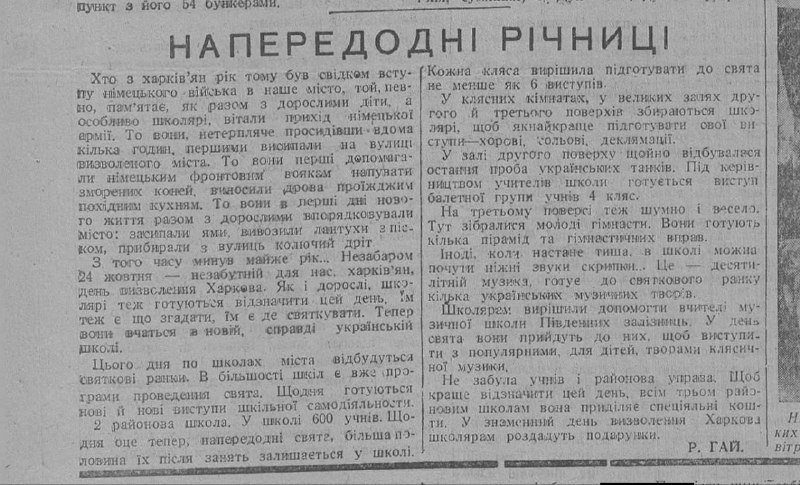 пункт з його 54 бункерами.
НАПЕРЕДОДНІ РІЧНИЦІ
Хто з харків'ян рік тому був свідком всту-
пу німецького війська в наше місто, той, пев-
но, пам'ятає, як разом з дорослими діти, а
особливо школярі, вітали прихід німецької
армії. То вони, нетерпляче просидівши вдома
кілька годин, першими висипали на вулиці
визволеного міста. То вони перші допомага-
ли німецьким фронтовим воякам напувати
зморених коней, виносили дрова проїжджим
похідним кухням. То вони в перші дні ново-
го життя разом з дорослими впорядковували
місто: засипали ями, вивозили лантухи з піс-
ком, прибирали з вулиць колючий дріт
З того часу минув майже рік... Незабаром
24 жовтня — незабутній для нас, харків'ян,
день визволення Харкова. Як і дорослі, шко-
лярі теж готуються відзначити цей день, їм
теж є що згадати, їм є де святкувати. Тепер
вони вчаться в новій, справді українській
школі.
Цього дня по школах міста відбудуться
святкові ранки. В більшості шкіл є вже про-
грами проведення свята. Щодня готуються
нові й нові виступи шкільної самодіяльности.
2 районова школа. У школі 600 учнів. Що-
дня оце тепер, напередодні свята, більша по-
ловина їх після занять залишається у школі.
Кожна кляса вирішила підготувати до свята
не менше як 6 виступів.
У клясних кімнатах, у великих залях дру-
гого й третього поверхів збираються шко-
лярі, щоб якнайкраще підготувати свої ви
ступи—хорові, сольові, деклямації.
У залі другого поверху щойно відбувалася
остання проба українських танків. Під керів-
ництвом учителів школи готується виступ
балетної групи учнів 4 кляс.
На третьому поверсі теж шумно і весело.
Тут зібралися молоді гімнасти. Вони готують
кілька пірамід та гімнастичних вправ.
Іноді, коли настане тиша, в школі можна
почути ніжні звуки скрипки... Це — десяти-
літній музика, готує до святкового ранку
кілька українських музичних творів.
Школярам вирішили допомогти вчителі му-
зичної школи Південних залізниць. У день
свята вони прийдуть до них, щоб виступи-
ти з популярними, для дітей, творами клясич-
ної музики.
Не забула учнів і районова управа. Щоб
краще відзначити цей день, всім трьом райо-
новим школам вона приділяє спеціяльні кош-
ти. У знаменний день визволення Харкова
школярам роздадуть подарунки.
Р. ГАЙ.
Н
ких
вітр